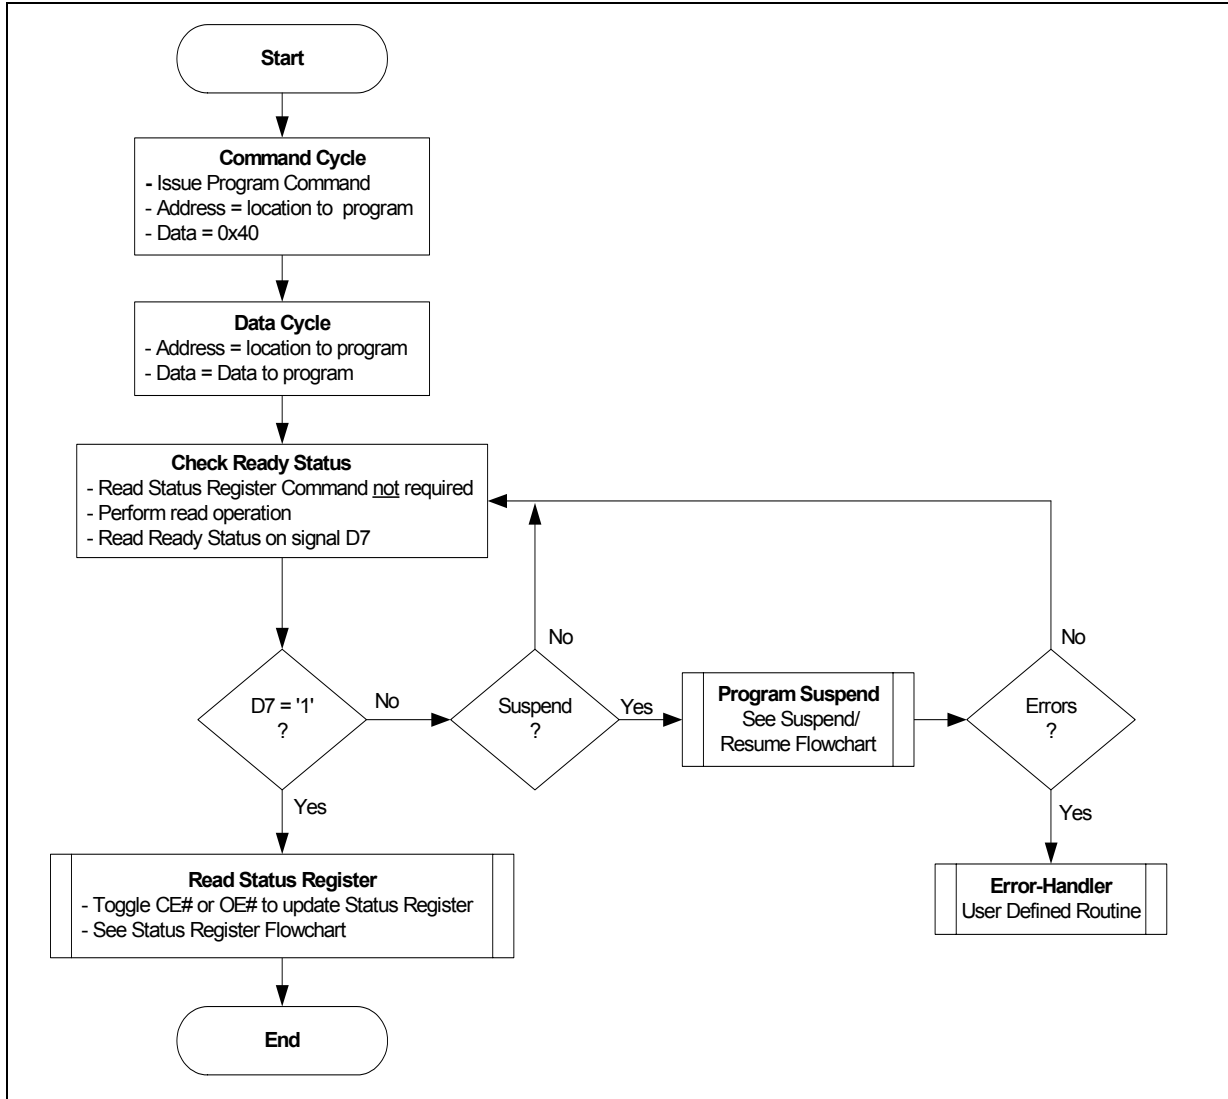 Start
Command Cycle
- Issue Program Command
- Address = location to program
- Data = 0x40
Data Cycle
- Address = location to program
- Data = Data to program
Check Ready Status
- Read Status Register Command not required
- Perform read operation
- Read Ready Status on signal D7
No
No
D7 = '1'
?
No
Suspend
?
Yes
Program Suspend
See Suspend/
Resume Flowchart
Errors
?
Yes
Yes
Read Status Register
- Toggle CE# or OE# to update Status Register
- See Status Register Flowchart
Error-Handler
User Defined Routine
End